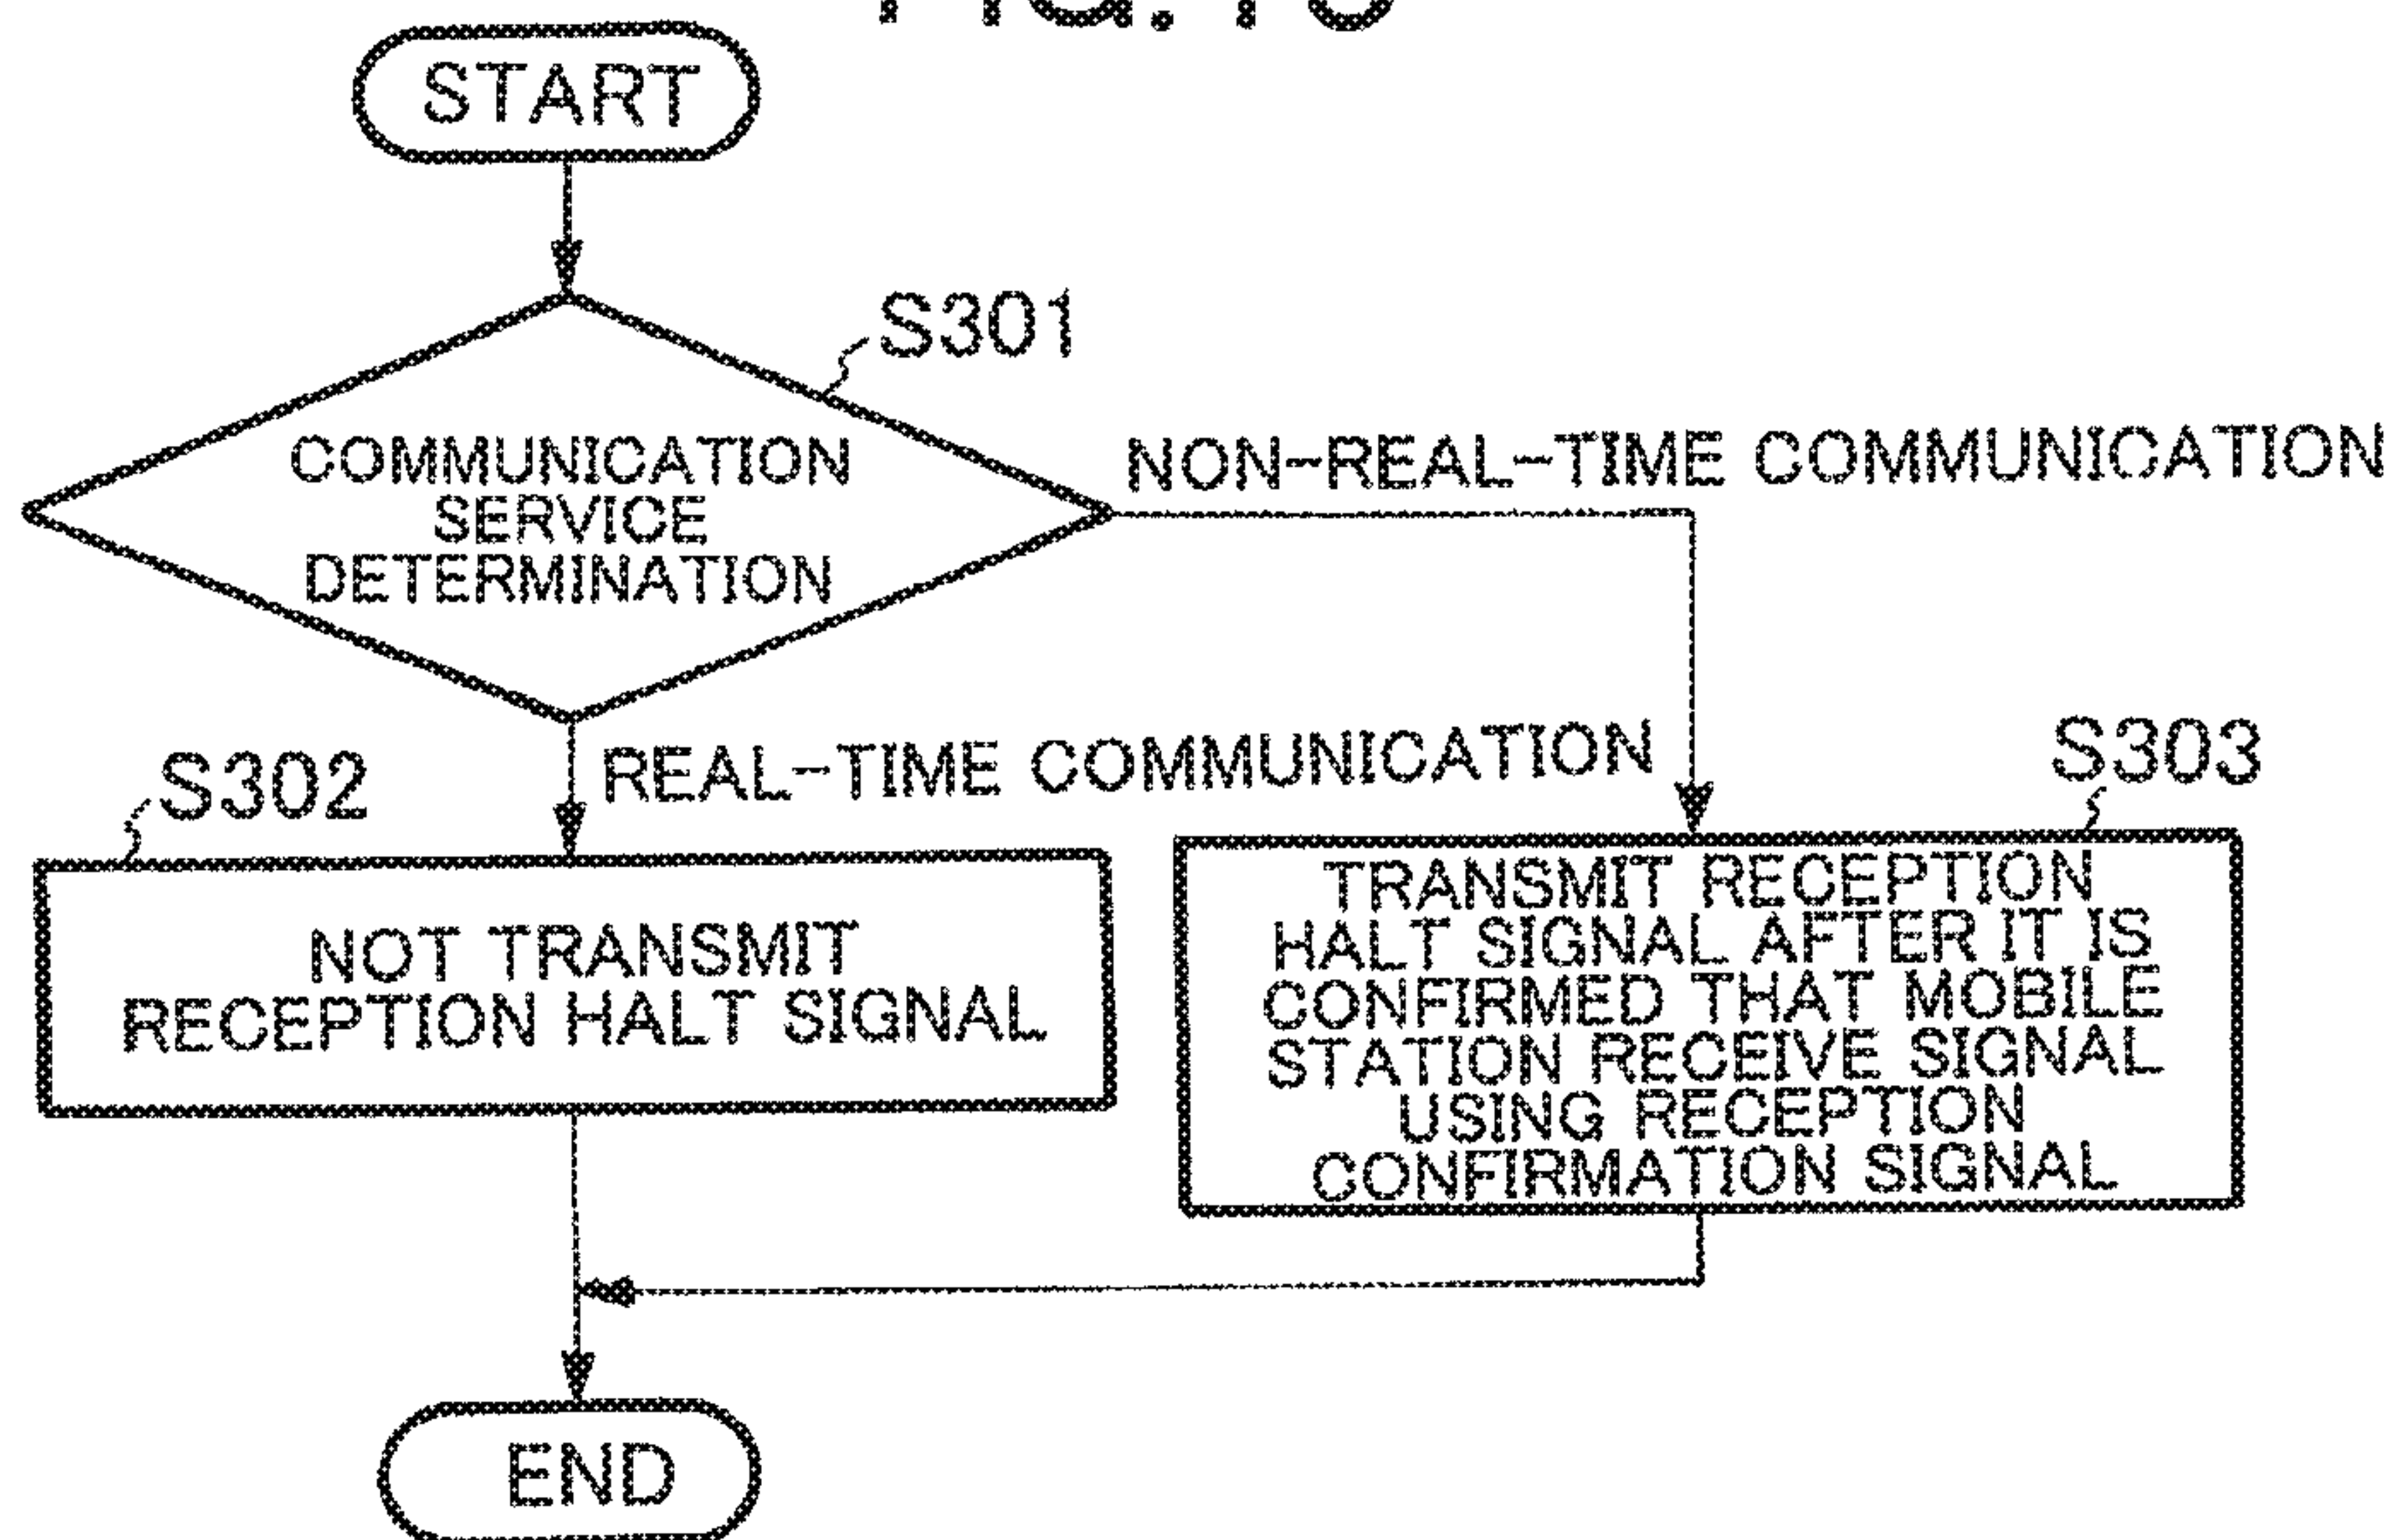 START
S301
COMMUNICATION
SERVICE
DETERMINATION
NON-REAL-TIME COMMUNICATION
REAL-TIME COMMUNICATION
S302
NOT TRANSMIT
RECEPTION HALT SIGNAL
S303
TRANSMIT RECEPTION
HALT SIGNAL AFTER IT IS
CONFIRMED THAT MOBILE
STATION RECEIVE SIGNAL
USING RECEPTION
CONFIRMATION SIGNAL
END